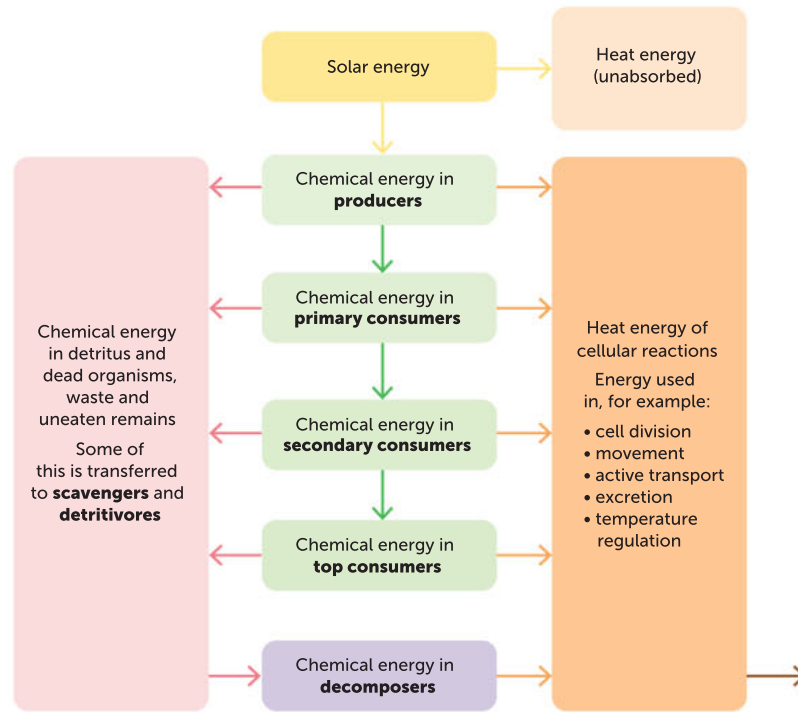 Solar energy
Heat energy
(unabsorbed)
Chemical energy in
producers
Chemical energy in
primary consumers
Chemical energy
in detritus and
dead organisms,
waste and
uneaten remains
Some of
this is transferred
to scavengers and
detritivores
Heat energy of
cellular reactions
Energy used
in, for example:
• cell division
• movement
• active transport
• excretion
• temperature
regulation
Chemical energy in
secondary consumers
Chemical energy in
top consumers
Chemical energy in
decomposers